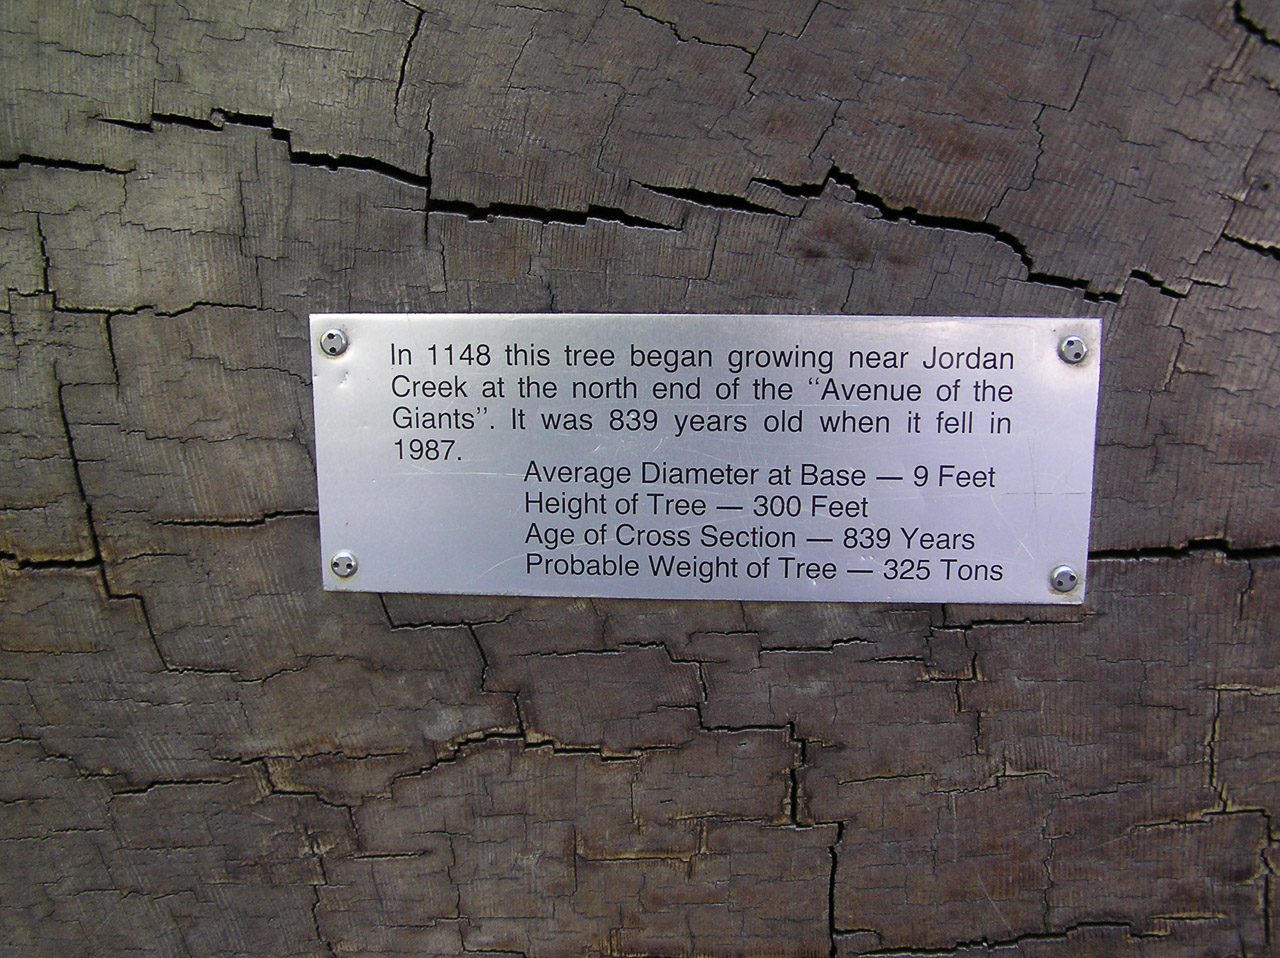 In 1148 this tree began growing near Jordan
Creek at the north end of the “Avenue of the
Giants”. It was 839 years old when it fell in
1987.
Average Diameter at Base — 9 Feet
Height of Tree — 300 Feet
Age of Cross Section — 839 Years
Probable Weight of Tree — 325 Tons